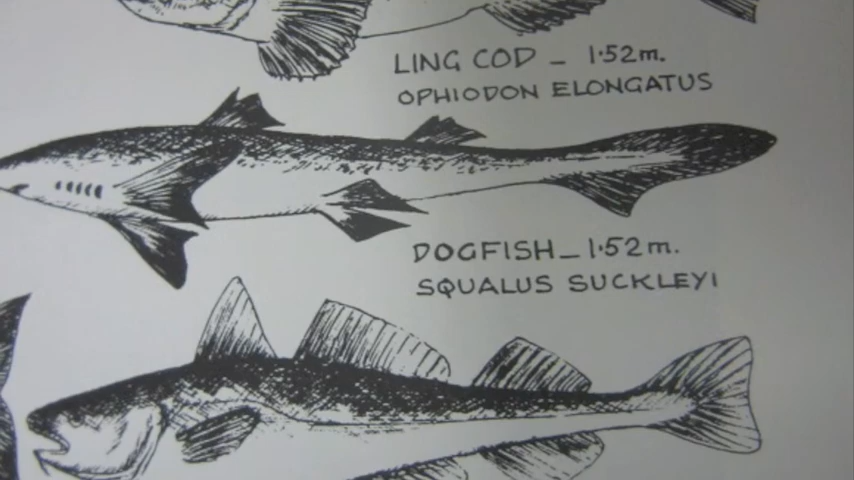 LING COD - 1·52m.
OPHIODON ELONGATUS
DOGFISH - 1·52m.
SQUALUS SUCKLEYI